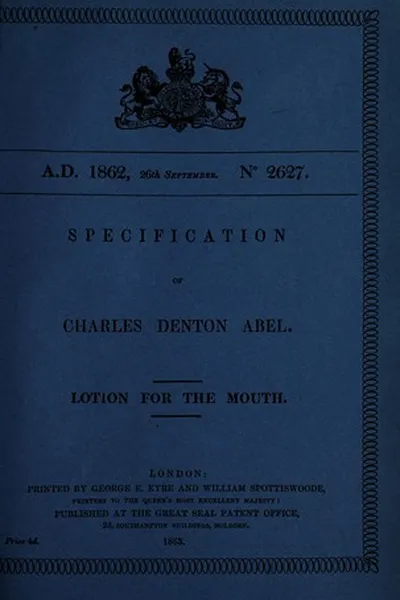 A.D. 1862, 26th SEPTEMBER. Nº 2627.
SPECIFICATION
OF
CHARLES DENTON ABEL.
LOTION FOR THE MOUTH.
LONDON:
PRINTED BY GEORGE E. EYRE AND WILLIAM SPOTTISWOODE,
PRINTERS TO THE QUEEN'S MOST EXCELLENT MAJESTY:
PUBLISHED AT THE GREAT SEAL PATENT OFFICE,
25, SOUTHAMPTON BUILDINGS, HOLBORN.
Price 4d.
1863.